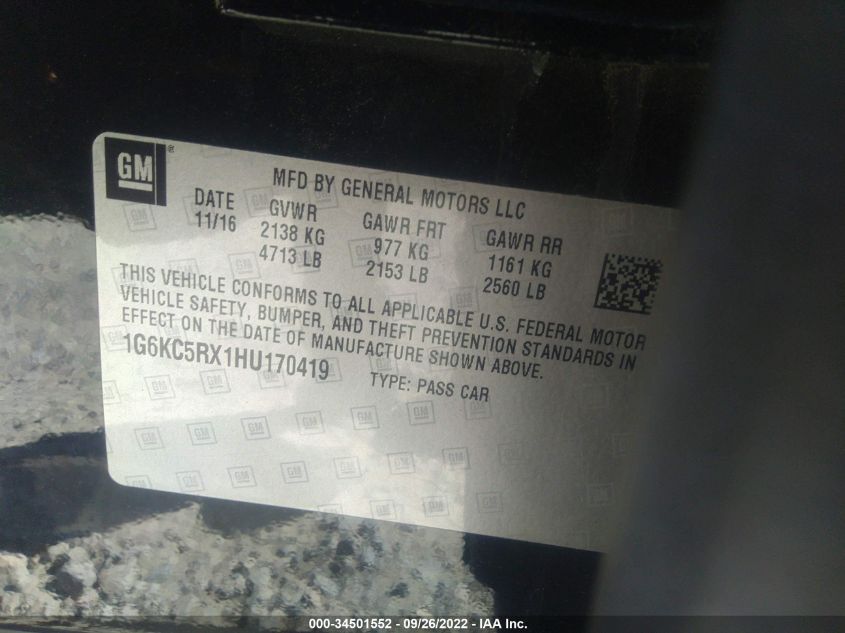 GM ®
MFD BY GENERAL MOTORS LLC
DATE GVWR GAWR FRT GAWR RR
11/16 2138 KG 977 KG 1161 KG
4713 LB 2153 LB 2560 LB
THIS VEHICLE CONFORMS TO ALL APPLICABLE U.S. FEDERAL MOTOR
VEHICLE SAFETY, BUMPER, AND THEFT PREVENTION STANDARDS IN
EFFECT ON THE DATE OF MANUFACTURE SHOWN ABOVE.
1G6KC5RX1HU170419 TYPE: PASS CAR
000-34501552 - 09/26/2022 - IAA Inc.